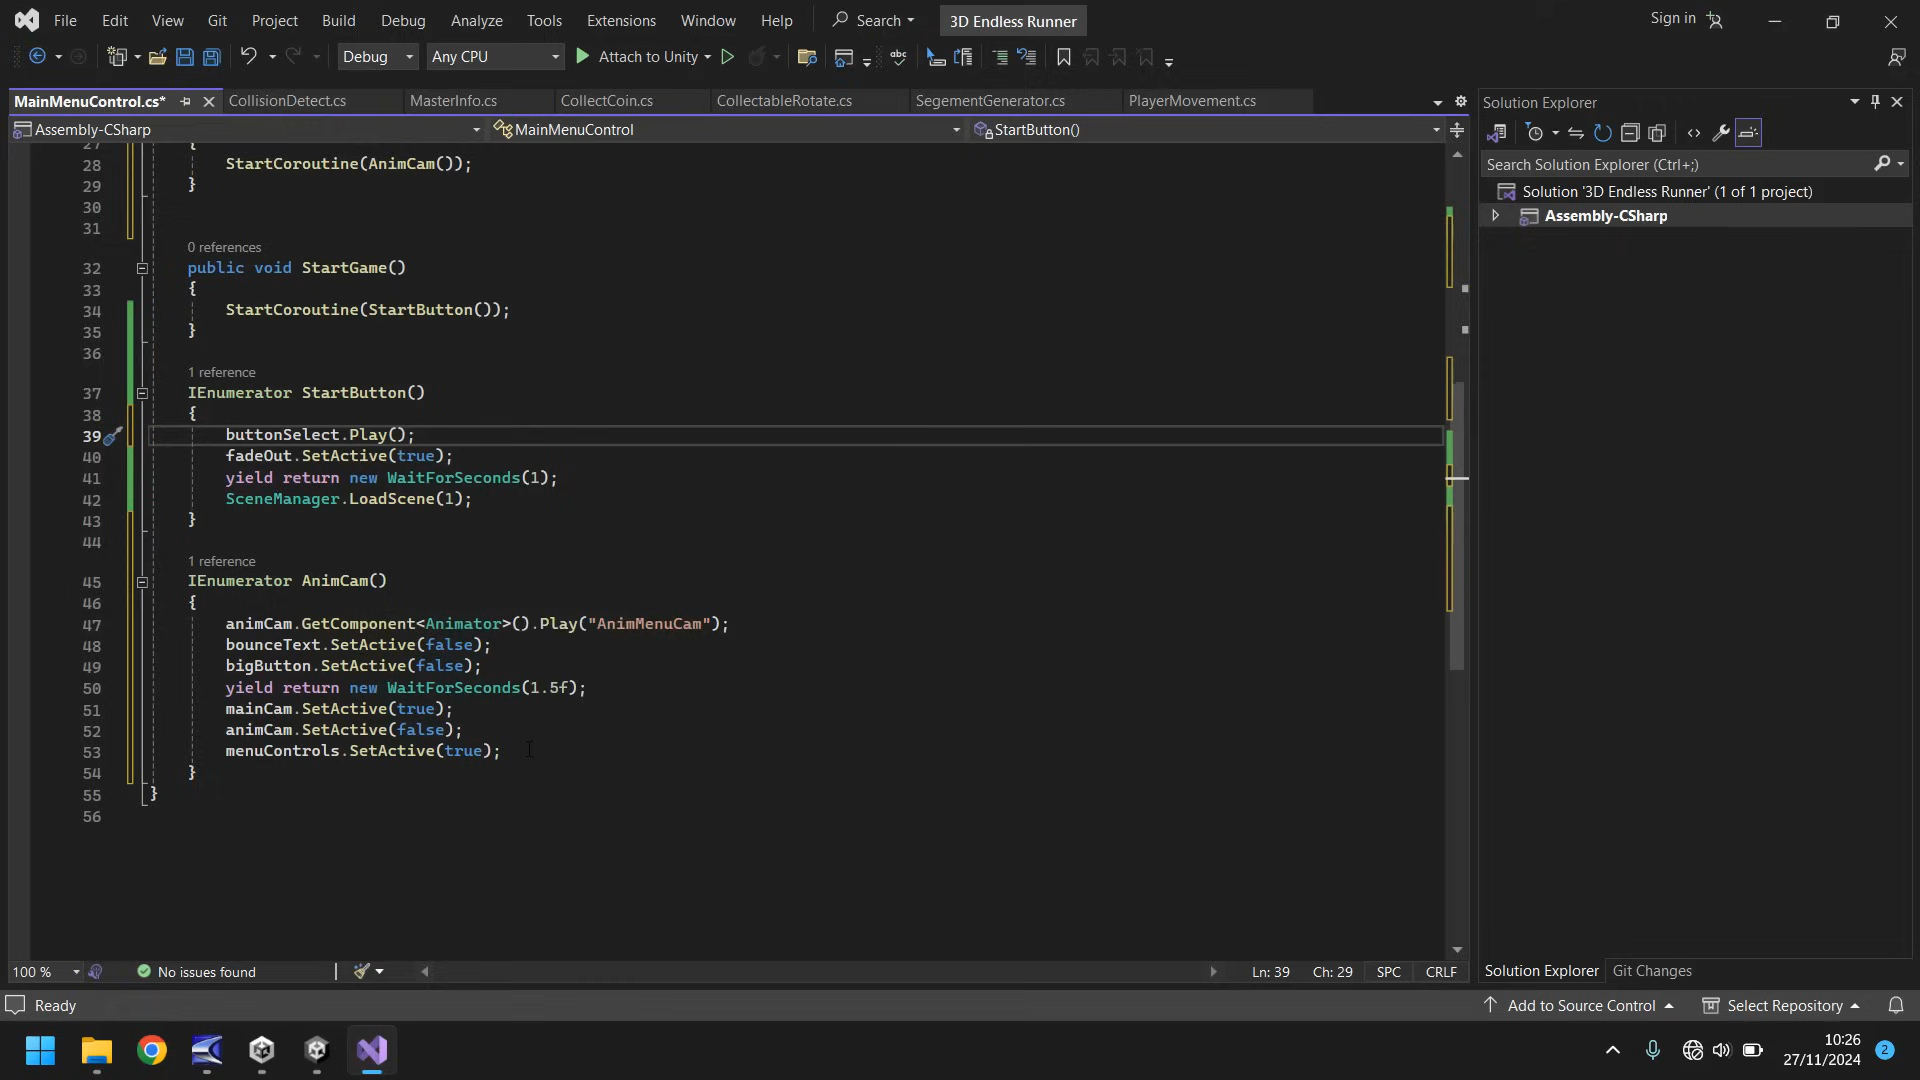 File Edit View Git Project Build Debug Test Analyze Tools Extensions Window Help Search 3D Endless Runner Sign in
Debug Any CPU Attach to Unity
MainMenuControl.cs* CollisionDetect.cs MasterInfo.cs CollectCoin.cs CollectableRotate.cs SegementGenerator.cs PlayerMovement.cs
Assembly-CSharp MainMenuControl StartButton()
27 {
28 StartCoroutine(AnimCam());
29 }
30
31
0 references
32 public void StartGame()
33 {
34 StartCoroutine(StartButton());
35 }
36
1 reference
37 IEnumerator StartButton()
38 {
39 buttonSelect.Play();
40 fadeOut.SetActive(true);
41 yield return new WaitForSeconds(1);
42 SceneManager.LoadScene(1);
43 }
44
1 reference
45 IEnumerator AnimCam()
46 {
47 animCam.GetComponent<Animator>().Play("AnimMenuCam");
48 bounceText.SetActive(false);
49 bigButton.SetActive(false);
50 yield return new WaitForSeconds(1.5f);
51 mainCam.SetActive(true);
52 animCam.SetActive(false);
53 menuControls.SetActive(true);
54 }
55 }
56
100 % No issues found Ln: 39 Ch: 29 SPC CRLF
Solution Explorer
Search Solution Explorer (Ctrl+;)
Solution '3D Endless Runner' (1 of 1 project)
Assembly-CSharp
Solution Explorer Git Changes
Ready Add to Source Control Select Repository
10:26
27/11/2024 2